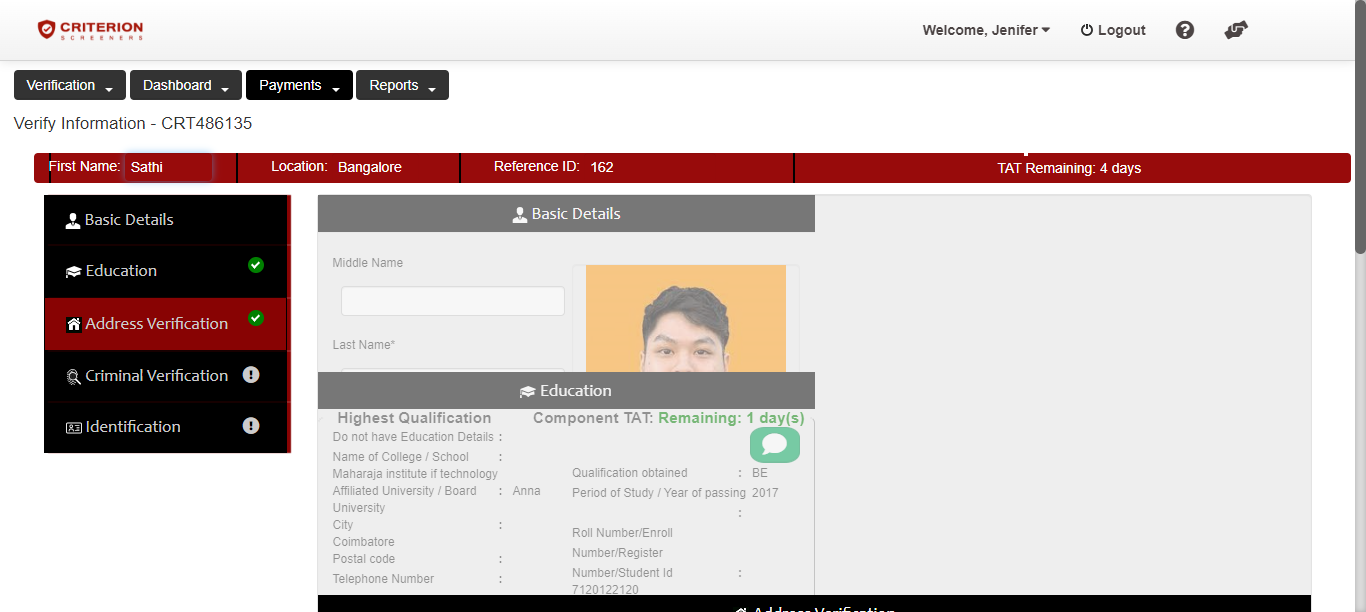 CRITERION
SCREENERS
Welcome, Jenifer
Logout
Verification
Dashboard
Payments
Reports
Verify Information - CRT486135
First Name: Sathi
Location: Bangalore
Reference ID: 162
TAT Remaining: 4 days
Basic Details
Education
Address Verification
Criminal Verification
Identification
Basic Details
Middle Name
Last Name*
Education
Highest Qualification
Component TAT: Remaining: 1 day(s)
Do not have Education Details :
Name of College / School :
Maharaja institute if technology
Affiliated University / Board : Anna
University
City :
Coimbatore
Postal code :
Telephone Number :
Qualification obtained : BE
Period of Study / Year of passing 2017
:
Roll Number/Enroll
Number/Register
Number/Student Id :
7120122120
Address Verification